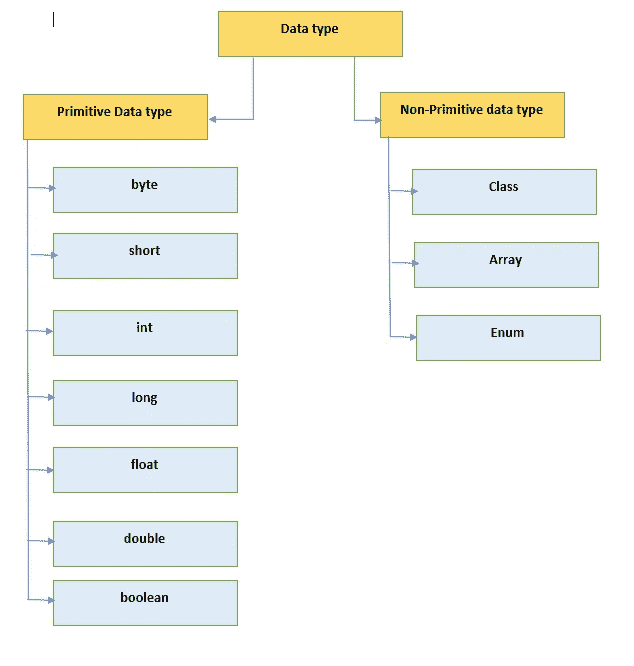 Data type
Primitive Data type
Non-Primitive data type
byte
Class
short
Array
int
Enum
long
float
double
boolean